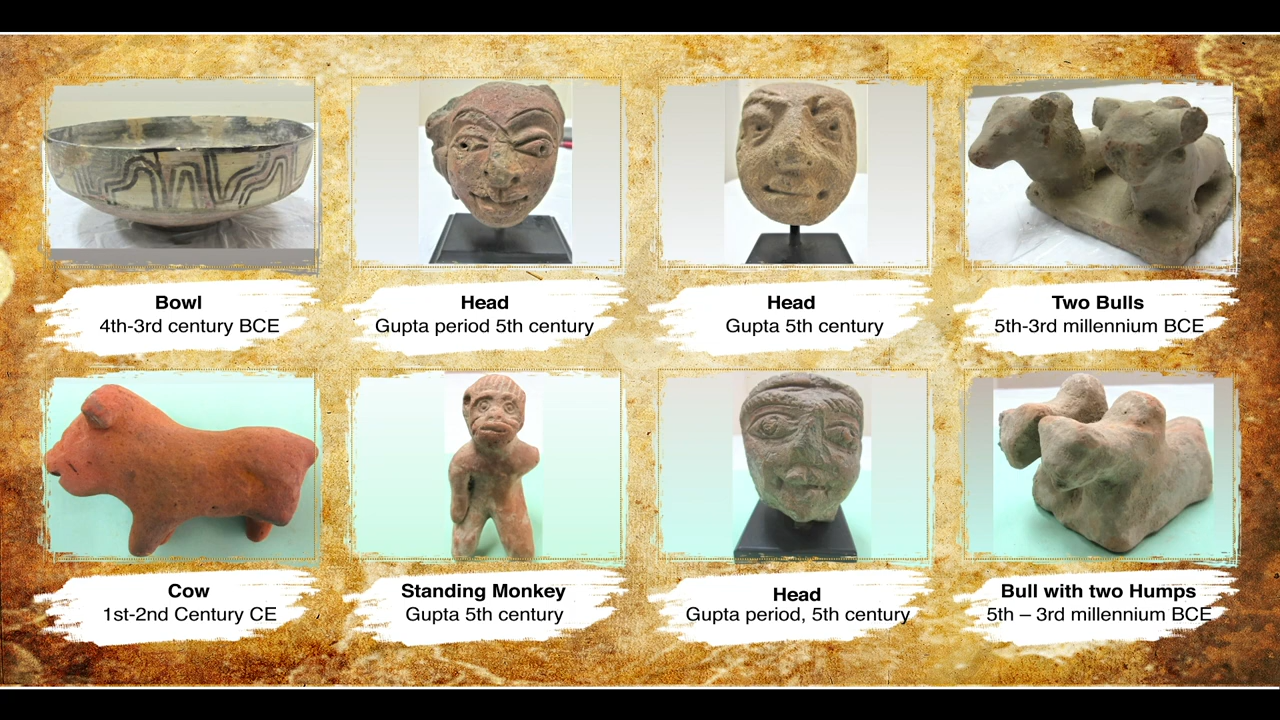 Bowl
4th-3rd century BCE
Head
Gupta period 5th century
Head
Gupta 5th century
Two Bulls
5th-3rd millennium BCE
Cow
1st-2nd Century CE
Standing Monkey
Gupta 5th century
Head
Gupta period, 5th century
Bull with two Humps
5th – 3rd millennium BCE